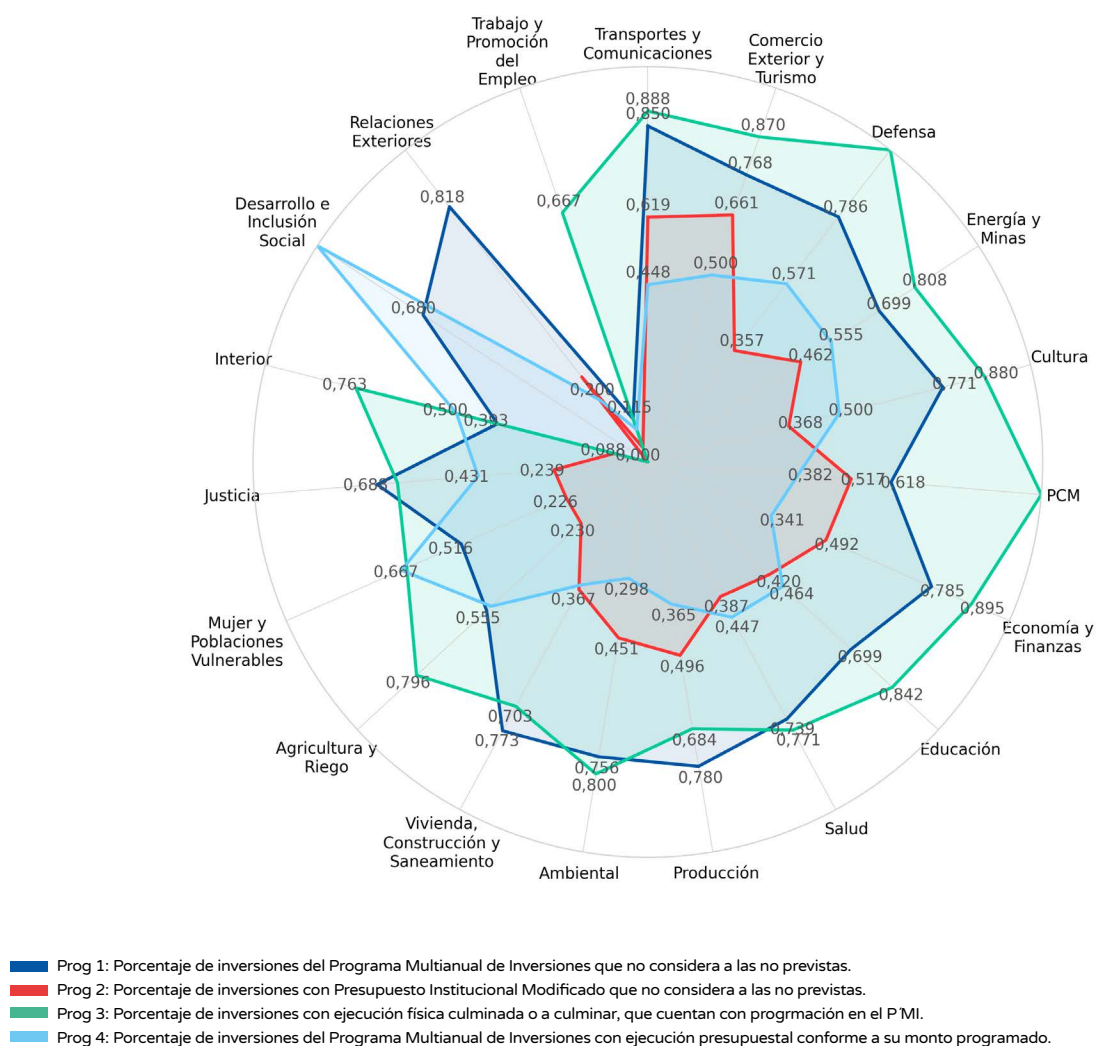 Trabajo y
Promoción
del
Empleo
Transportes y
Comunicaciones
Comercio
Exterior y
Turismo
Relaciones
Exteriores
Defensa
Desarrollo e
Inclusión
Social
Energía y
Minas
Interior
Cultura
Justicia
PCM
Mujer y
Poblaciones
Vulnerables
Economía y
Finanzas
Agricultura y
Riego
Educación
Vivienda,
Construcción y
Saneamiento
Salud
Ambiental
Producción
0,888
0,850
0,870
0,768
0,818
0,667
0,619
0,661
0,786
0,448
0,500
0,571
0,808
0,699
0,680
0,357
0,462
0,555
0,880
0,771
0,763
0,200
0,215
0,500
0,393
0,368
0,500
0,088
0,000
0,688
0,431
0,239
0,382
0,517
0,618
0,226
0,341
0,516
0,230
0,492
0,667
0,420
0,464
0,785
0,895
0,555
0,367
0,298
0,365
0,387
0,447
0,451
0,496
0,699
0,796
0,842
0,703
0,773
0,684
0,739
0,771
0,756
0,800
0,780
Prog 1: Porcentaje de inversiones del Programa Multianual de Inversiones que no considera a las no previstas.
Prog 2: Porcentaje de inversiones con Presupuesto Institucional Modificado que no considera a las no previstas.
Prog 3: Porcentaje de inversiones con ejecución física culminada o a culminar, que cuentan con progrmación en el P´MI.
Prog 4: Porcentaje de inversiones del Programa Multianual de Inversiones con ejecución presupuestal conforme a su monto programado.